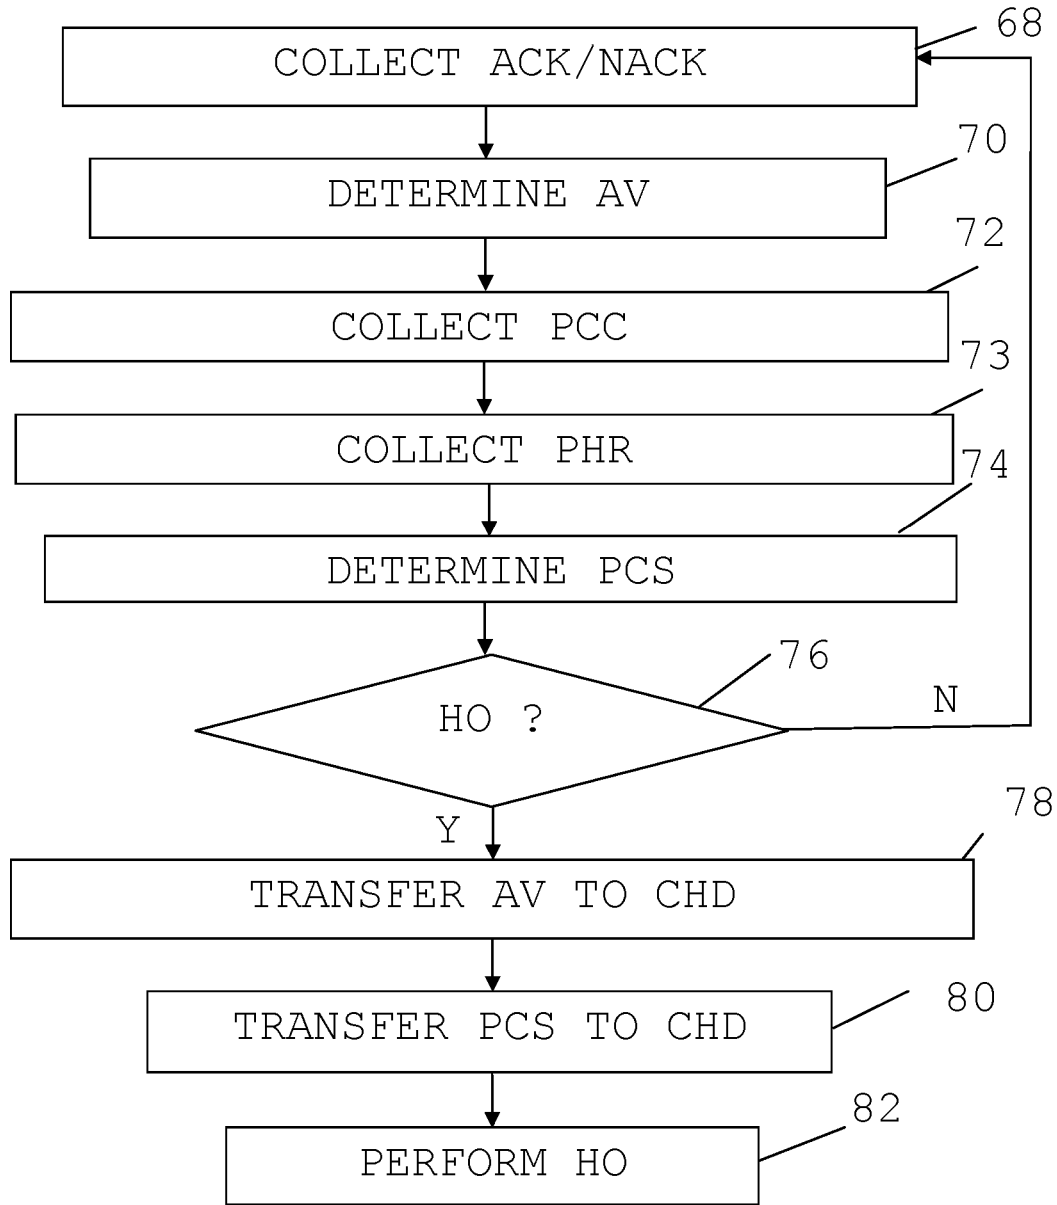 68
COLLECT ACK/NACK
70
DETERMINE AV
72
COLLECT PCC
73
COLLECT PHR
74
DETERMINE PCS
76
HO ?
N
Y
78
TRANSFER AV TO CHD
80
TRANSFER PCS TO CHD
82
PERFORM HO